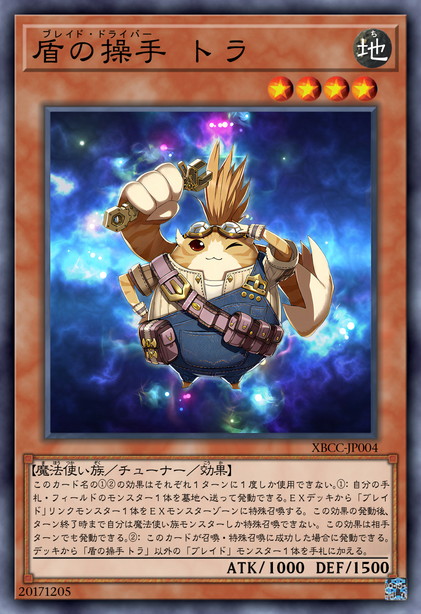 ブレイド・ドライバー
盾の操手 トラ
ち
地
XBCC-JP004
【魔法使い族／チューナー／効果】
このカード名の①②の効果はそれぞれ１ターンに１度しか使用できない。①：自分の手
札・フィールドのモンスター１体を墓地へ送って発動できる。ＥＸデッキから「ブレイ
ド」リンクモンスター１体をＥＸモンスターゾーンに特殊召喚する。この効果の発動後、
ターン終了時まで自分は魔法使い族モンスターしか特殊召喚できない。この効果は相手
ターンでも発動できる。②：このカードが召喚・特殊召喚に成功した場合に発動できる。
デッキから「盾の操手 トラ」以外の「ブレイド」モンスター１体を手札に加える。
ATK/1000 DEF/1500
20171205